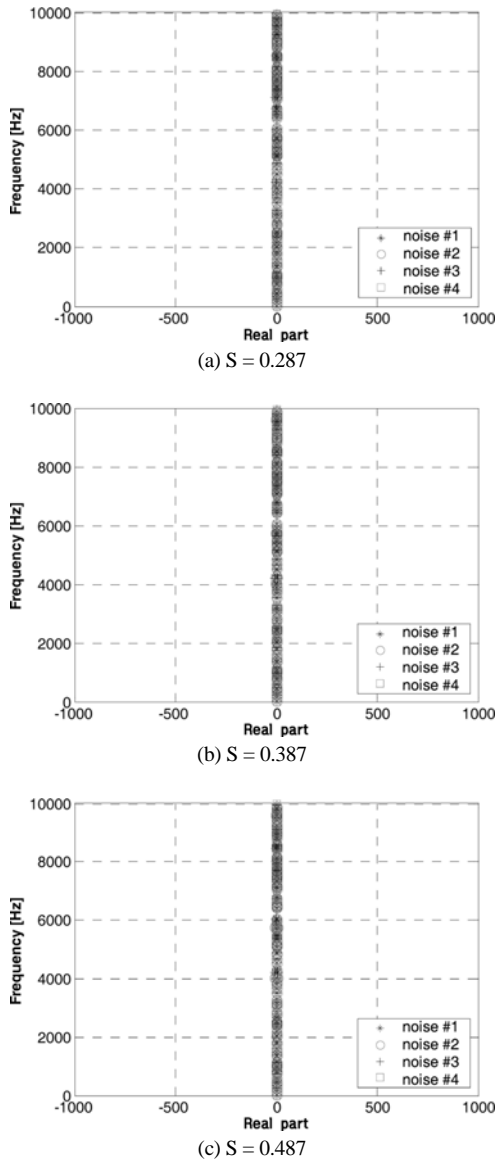 10000
8000
6000
4000
2000
0
Frequency [Hz]
noise #1
noise #2
noise #3
noise #4
-1000 -500 0 500 1000
Real part
(a) S = 0.287
10000
8000
6000
4000
2000
0
Frequency [Hz]
noise #1
noise #2
noise #3
noise #4
-1000 -500 0 500 1000
Real part
(b) S = 0.387
10000
8000
6000
4000
2000
0
Frequency [Hz]
noise #1
noise #2
noise #3
noise #4
-1000 -500 0 500 1000
Real part
(c) S = 0.487